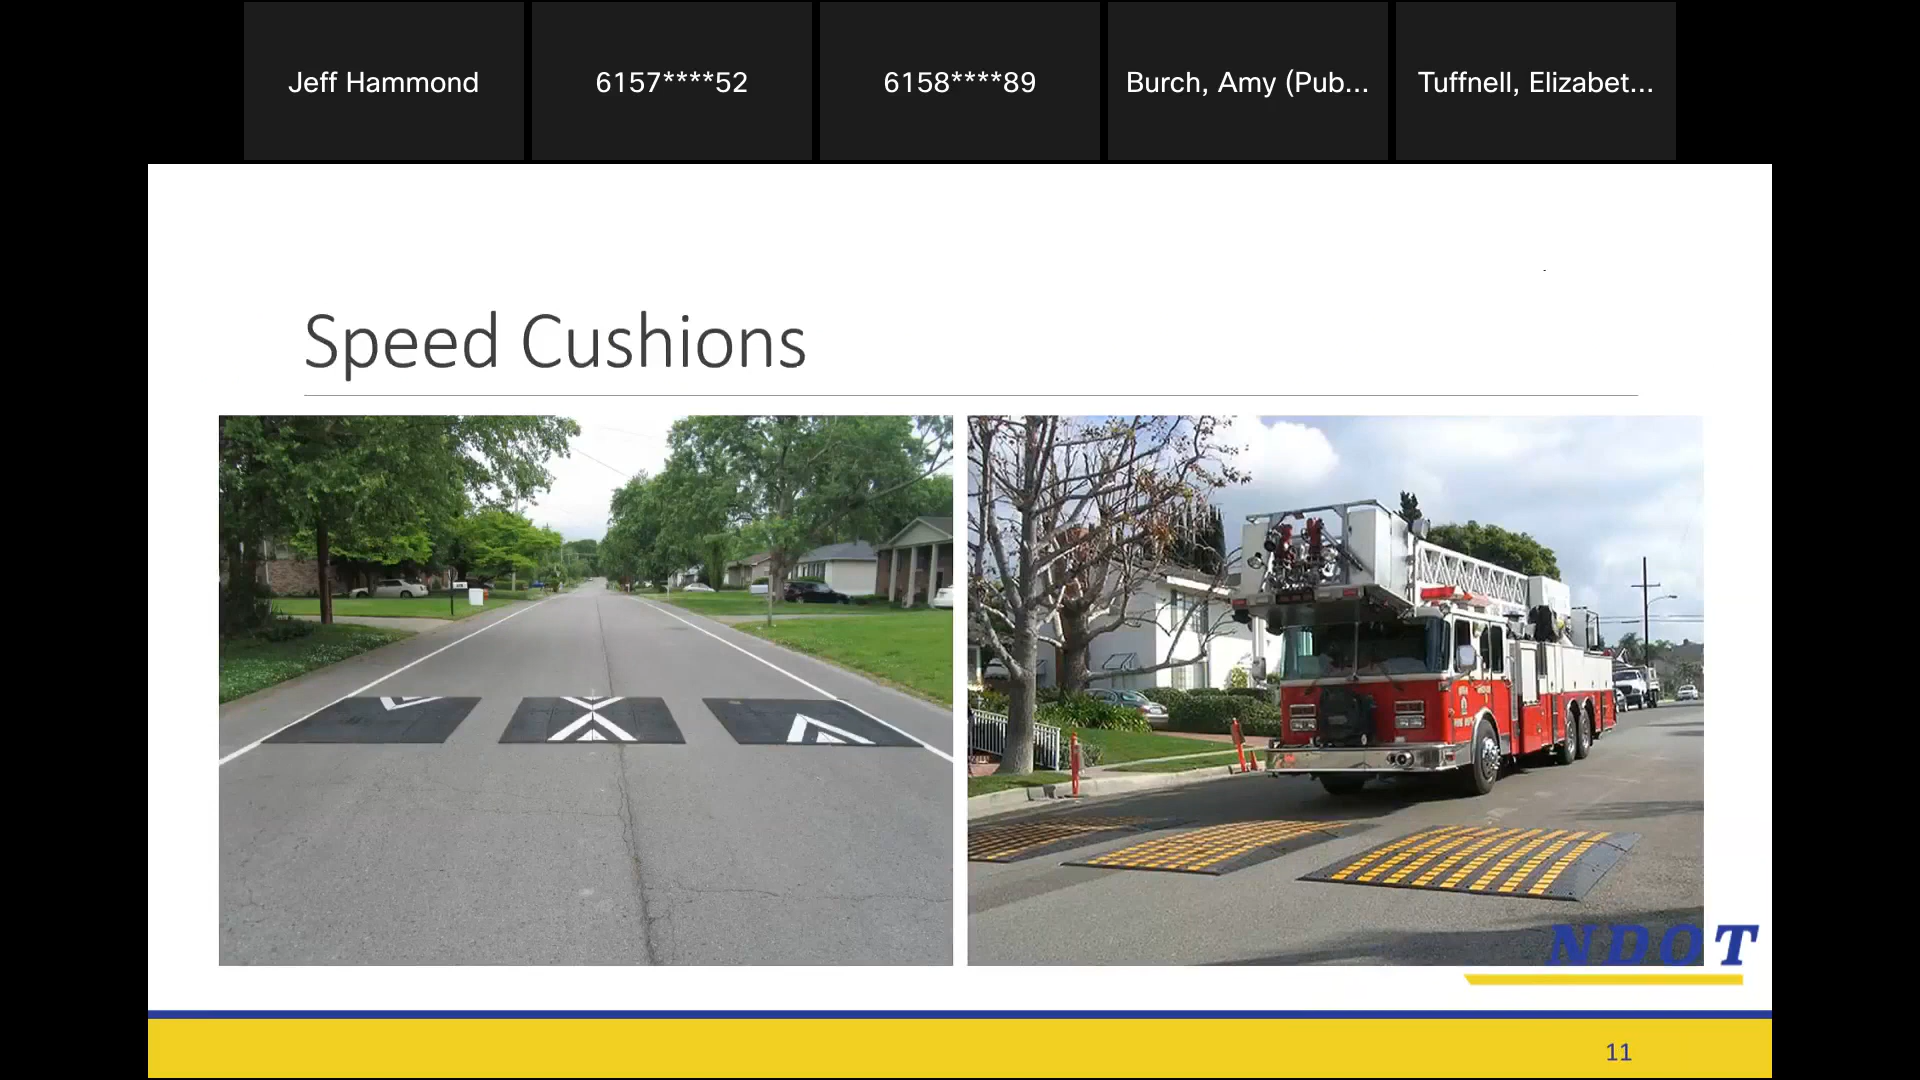 Jeff Hammond
6157****52
6158****89
Burch, Amy (Pub...
Tuffnell, Elizabet...
Speed Cushions
NDOT
11